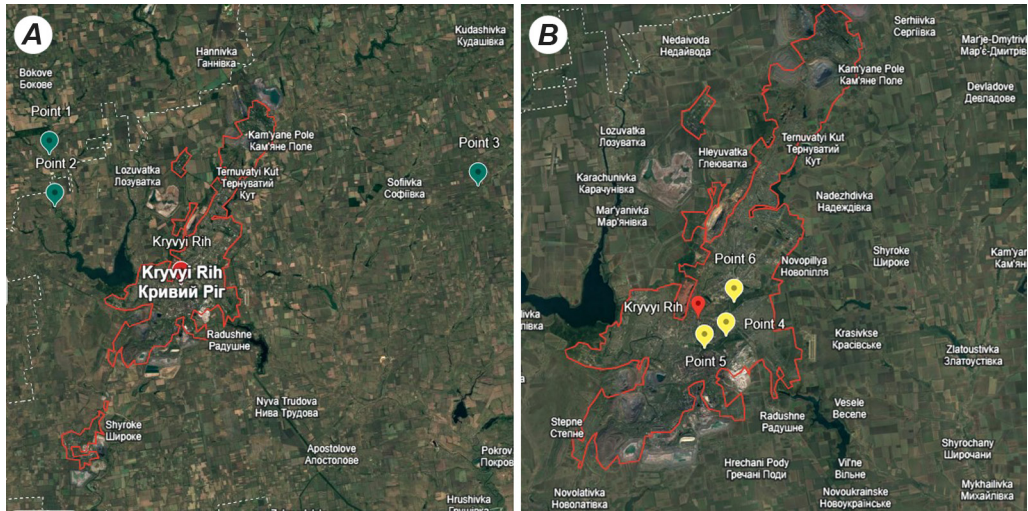 A
Kudashivka
Кудашівка
Hannivka
Ганнівка
Bokove
Бокове
Point 1
Point 2
Kam'yane Pole
Кам'яне Поле
Point 3
Lozuvatka
Лозуватка
Ternuvatyi Kut
Тернуватий
Кут
Sofiivka
Софіївка
Kryvyi Rih
Kryvyi Rih
Кривий Ріг
Radushne
Радушне
Nyva Trudova
Нива Трудова
Shyroke
Широке
Apostolove
Апостолове
Pokrov
Покров
Hrushivka
B
Serhiivka
Сергіївка
Nedaivoda
Недайвода
Mar'je-Dmytriv
Мар'є-Дмитрів
Kam'yane Pole
Кам'яне Поле
Devladove
Девладове
Lozuvatka
Лозуватка
Ternuvatyi Kut
Тернуватий
Кут
Hleyuvatka
Глеюватка
Karachunivka
Карачунівка
Mar'yanivka
Мар'янівка
Nadezhdivka
Надеждівка
Shyroke
Широке
Kam'yan
Кам'ян
Point 6
Novopillya
Новопілля
Kryvyi Rih
Point 4
Point 5
Krasivkse
Красівське
Zlatoustivka
Златоустівка
Vesele
Веселе
Radushne
Радушне
Stepne
Степне
Shyrochany
Широчани
Hrechani Pody
Гречані Поди
Vil'ne
Вільне
Novolativka
Новолатівка
Novoukrainske
Новоукраїнське
Mykhailivka
Михайлівка